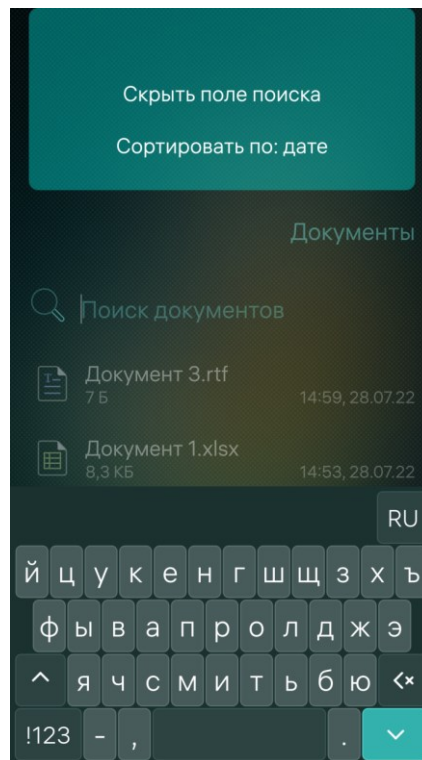 Скрыть поле поиска
Сортировать по: дате
Документы
Поиск документов
Документ 3.rtf
7 Б 14:59, 28.07.22
Документ 1.xlsx
8,3 КБ 14:53, 28.07.22
RU
й ц у к е н г ш щ з х ъ
ф ы в а п р о л д ж э
я ч с м и т ь б ю
!123 - , .